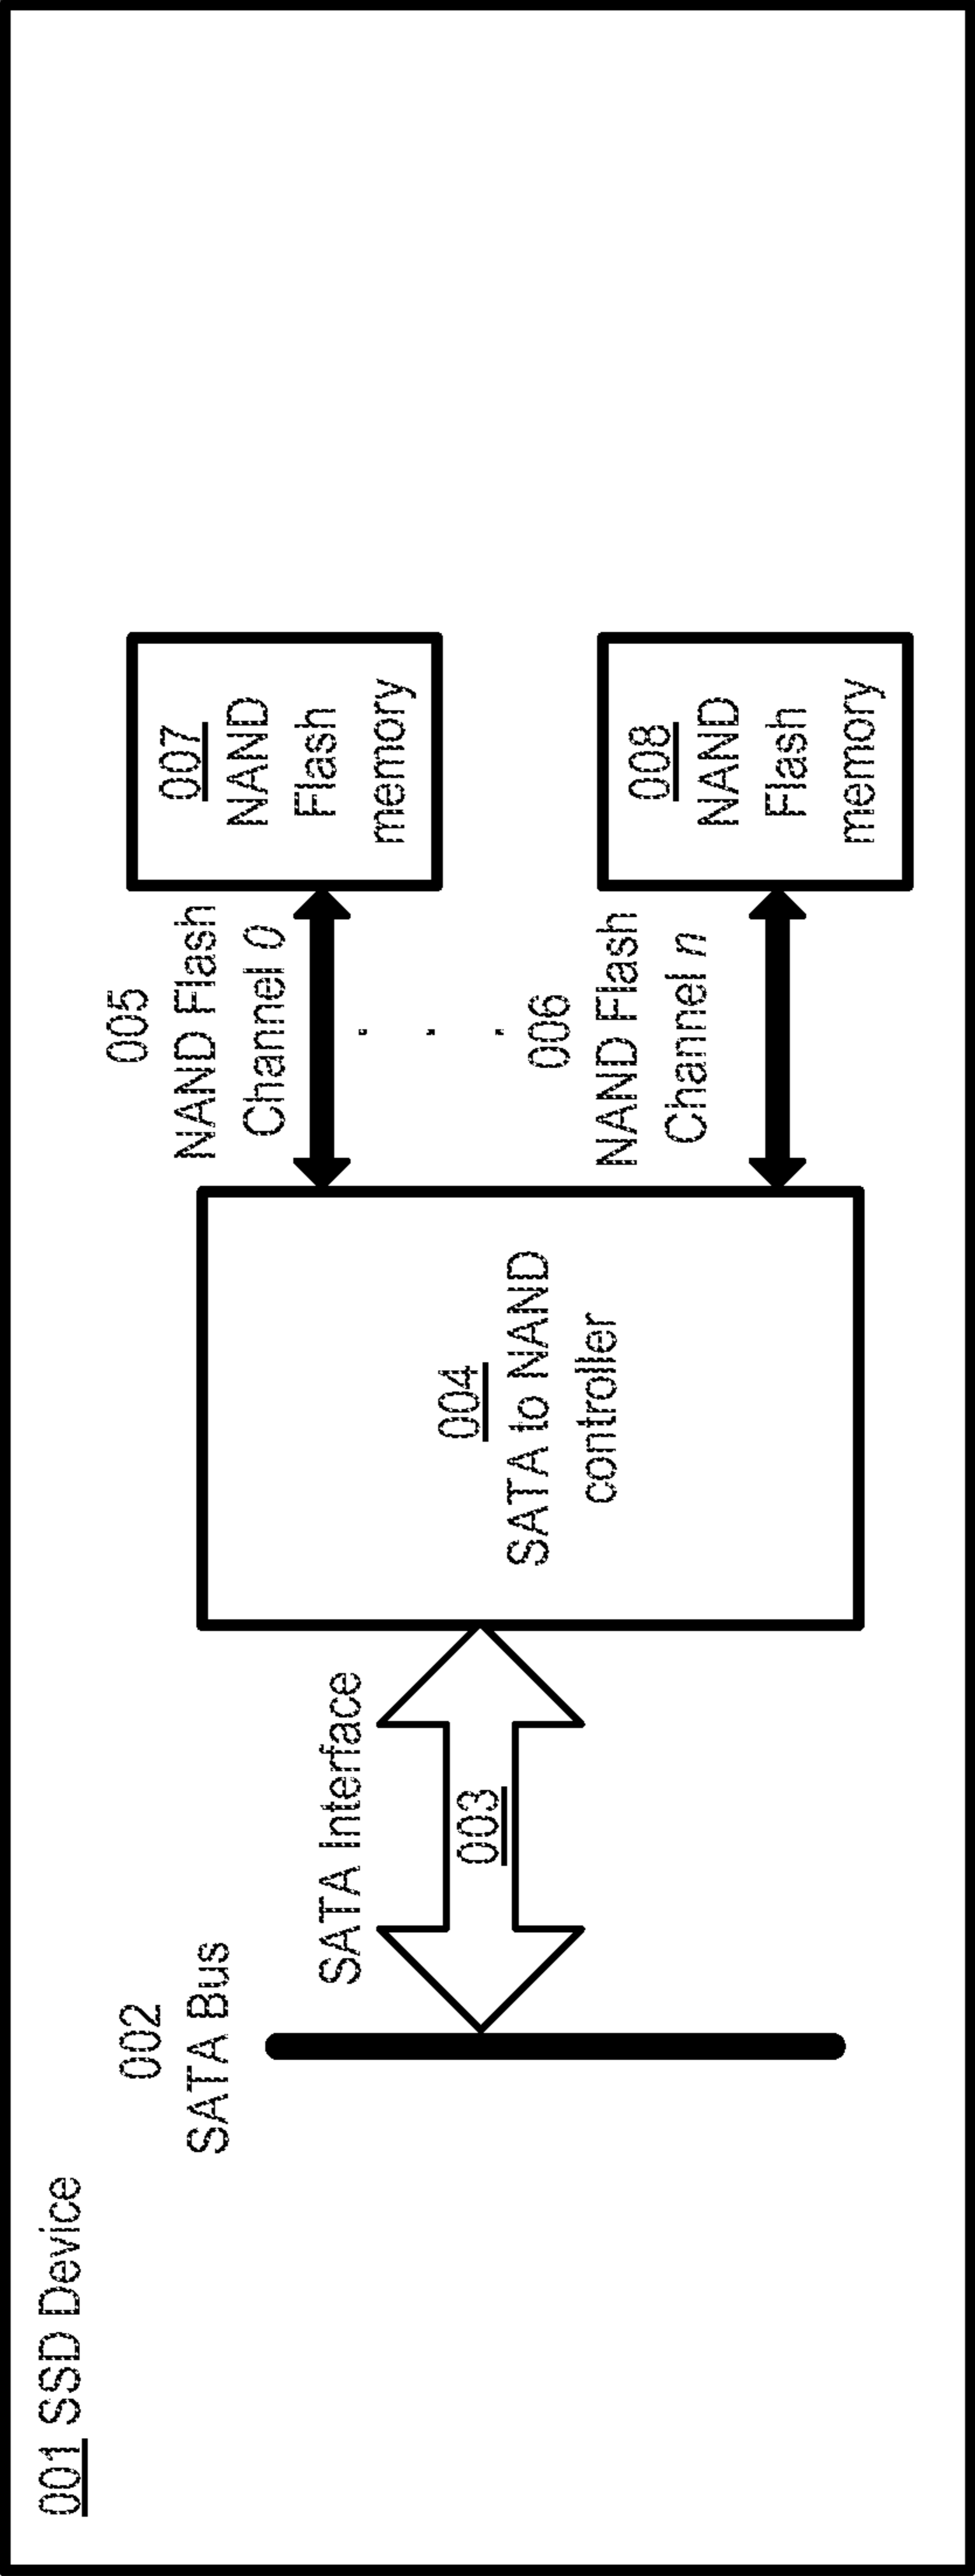 001 SSD Device
002
SATA Bus
SATA Interface
003
004
SATA to NAND
controller
005
NAND Flash
Channel 0
.
.
.
006
NAND Flash
Channel n
007
NAND
Flash
memory
008
NAND
Flash
memory